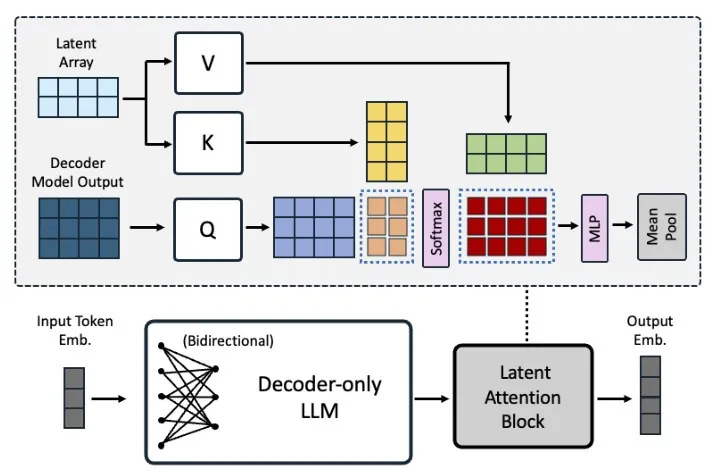 Latent
Array
V
K
Decoder
Model Output
Q
Softmax
MLP
Mean
Pool
Input Token
Emb.
(Bidirectional)
Decoder-only
LLM
Latent
Attention
Block
Output
Emb.